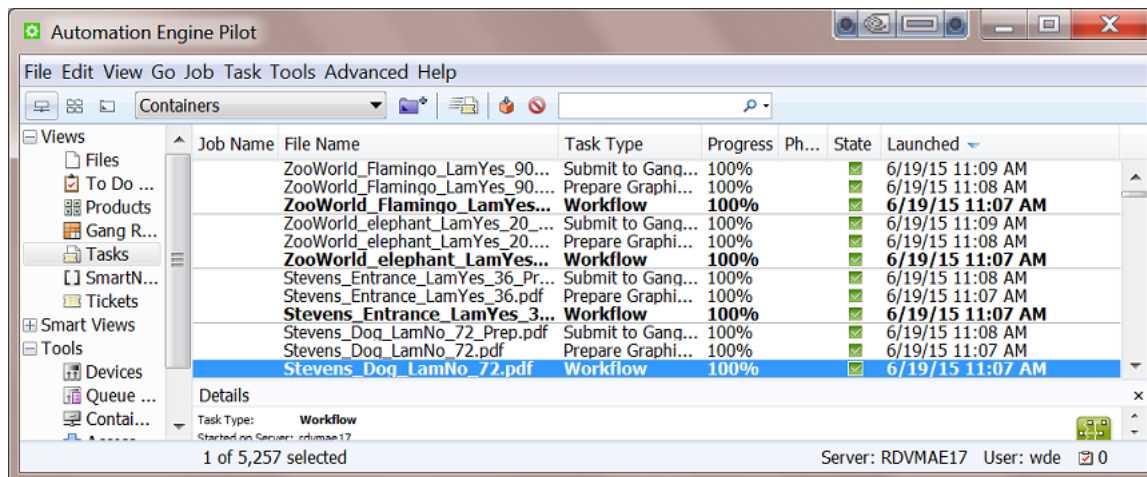 Automation Engine Pilot
File Edit View Go Job Task Tools Advanced Help
Containers
Views
Files
To Do ...
Products
Gang R...
Tasks
SmartN...
Tickets
Smart Views
Tools
Devices
Queue ...
Contai...
Job Name File Name Task Type Progress Ph... State Launched
ZooWorld_Flamingo_LamYes_90... Submit to Gang... 100% 6/19/15 11:09 AM
ZooWorld_Flamingo_LamYes_90.... Prepare Graphi... 100% 6/19/15 11:08 AM
ZooWorld_Flamingo_LamYes... Workflow 100% 6/19/15 11:07 AM
ZooWorld_elephant_LamYes_20_... Submit to Gang... 100% 6/19/15 11:09 AM
ZooWorld_elephant_LamYes_20.... Prepare Graphi... 100% 6/19/15 11:08 AM
ZooWorld_elephant_LamYes... Workflow 100% 6/19/15 11:07 AM
Stevens_Entrance_LamYes_36_Pr... Submit to Gang... 100% 6/19/15 11:08 AM
Stevens_Entrance_LamYes_36.pdf Prepare Graphi... 100% 6/19/15 11:07 AM
Stevens_Entrance_LamYes_3... Workflow 100% 6/19/15 11:07 AM
Stevens_Dog_LamNo_72_Prep.pdf Submit to Gang... 100% 6/19/15 11:08 AM
Stevens_Dog_LamNo_72.pdf Prepare Graphi... 100% 6/19/15 11:07 AM
Stevens_Dog_LamNo_72.pdf Workflow 100% 6/19/15 11:07 AM
Details
Task Type: Workflow
Started on Server: rdvmae17
1 of 5,257 selected Server: RDVMAE17 User: wde 0